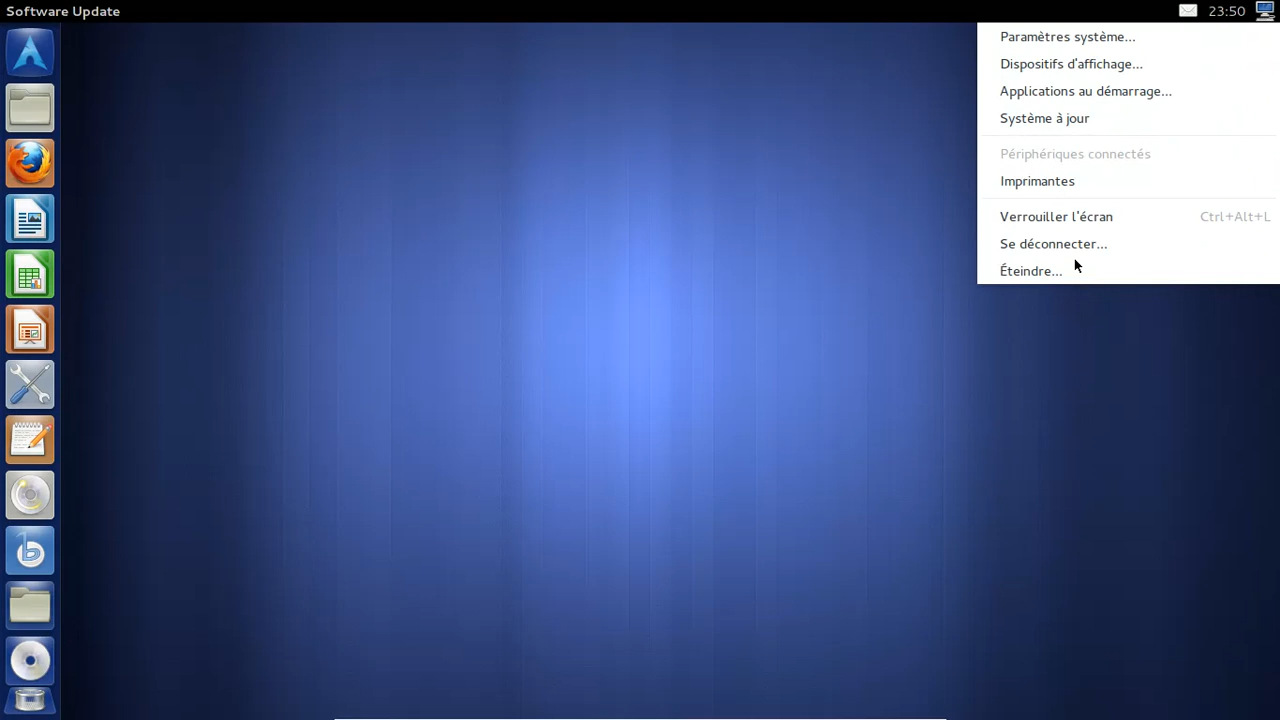 Software Update
23:50
Paramètres système...
Dispositifs d'affichage...
Applications au démarrage...
Système à jour
Périphériques connectés
Imprimantes
Verrouiller l'écran Ctrl+Alt+L
Se déconnecter...
Éteindre...